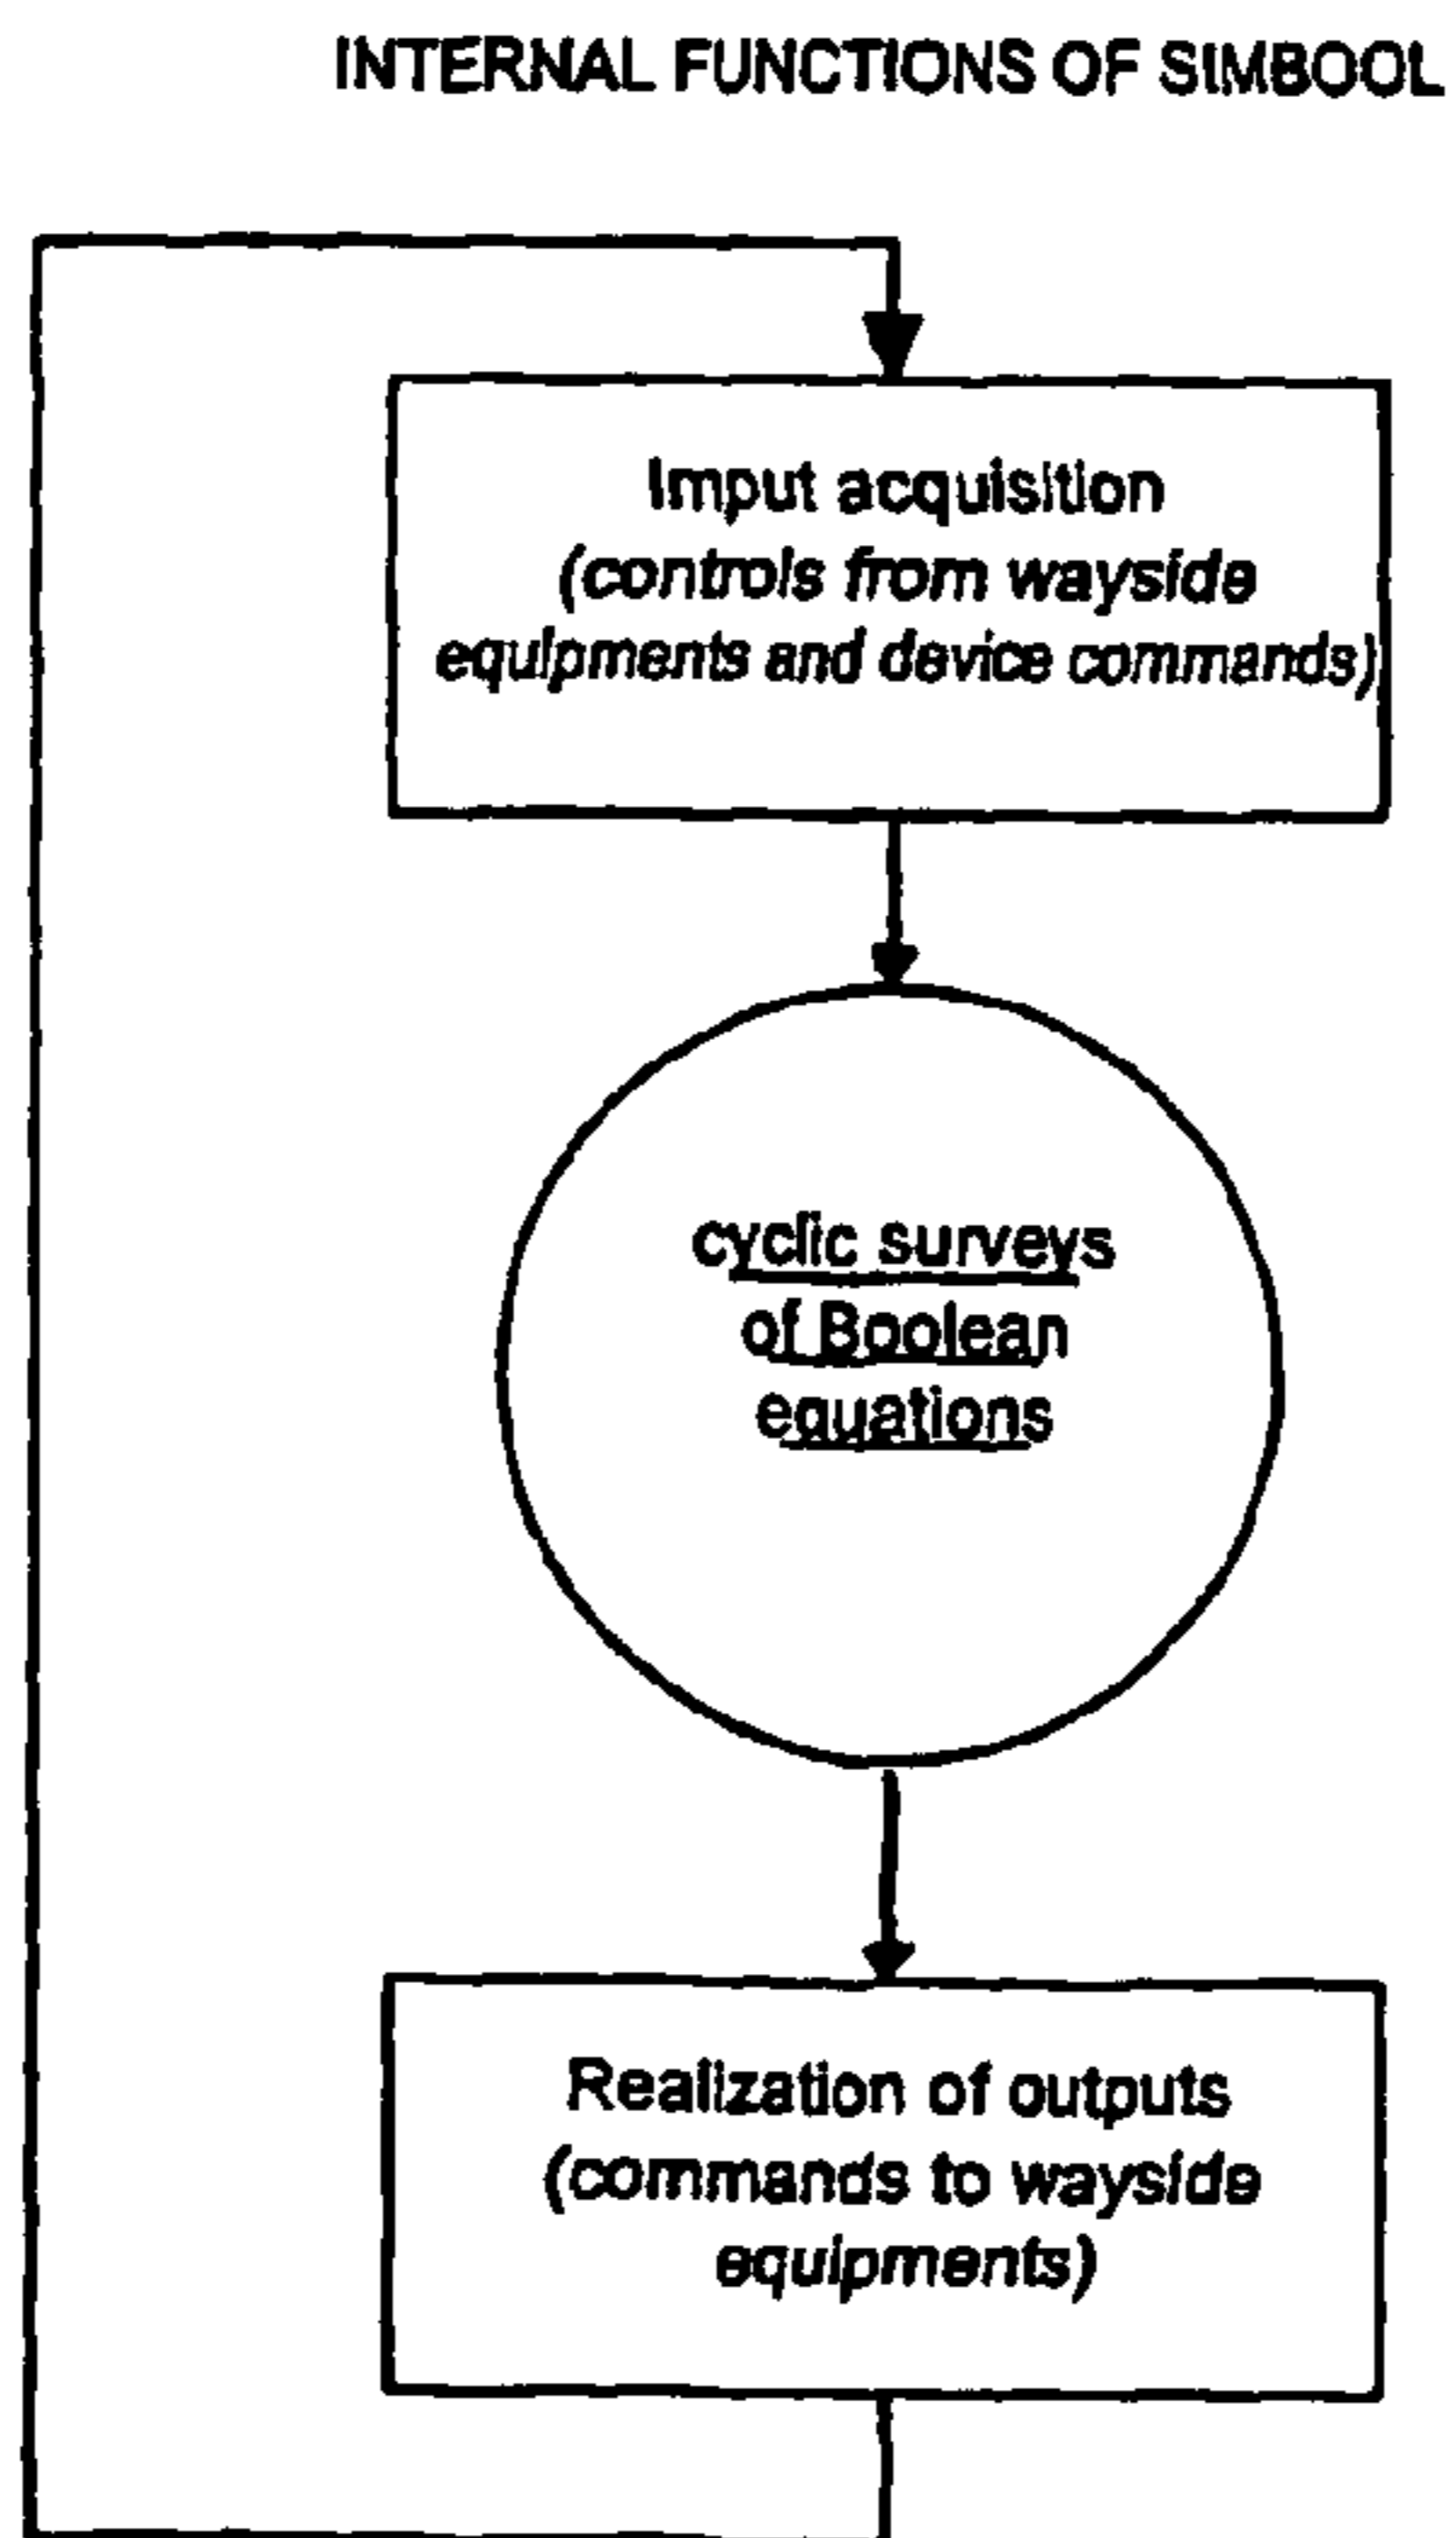 INTERNAL FUNCTIONS OF SIMBOOL
Imput acquisition
(controls from wayside
equipments and device commands)
cyclic surveys
of Boolean
equations
Realization of outputs
(commands to wayside
equipments)